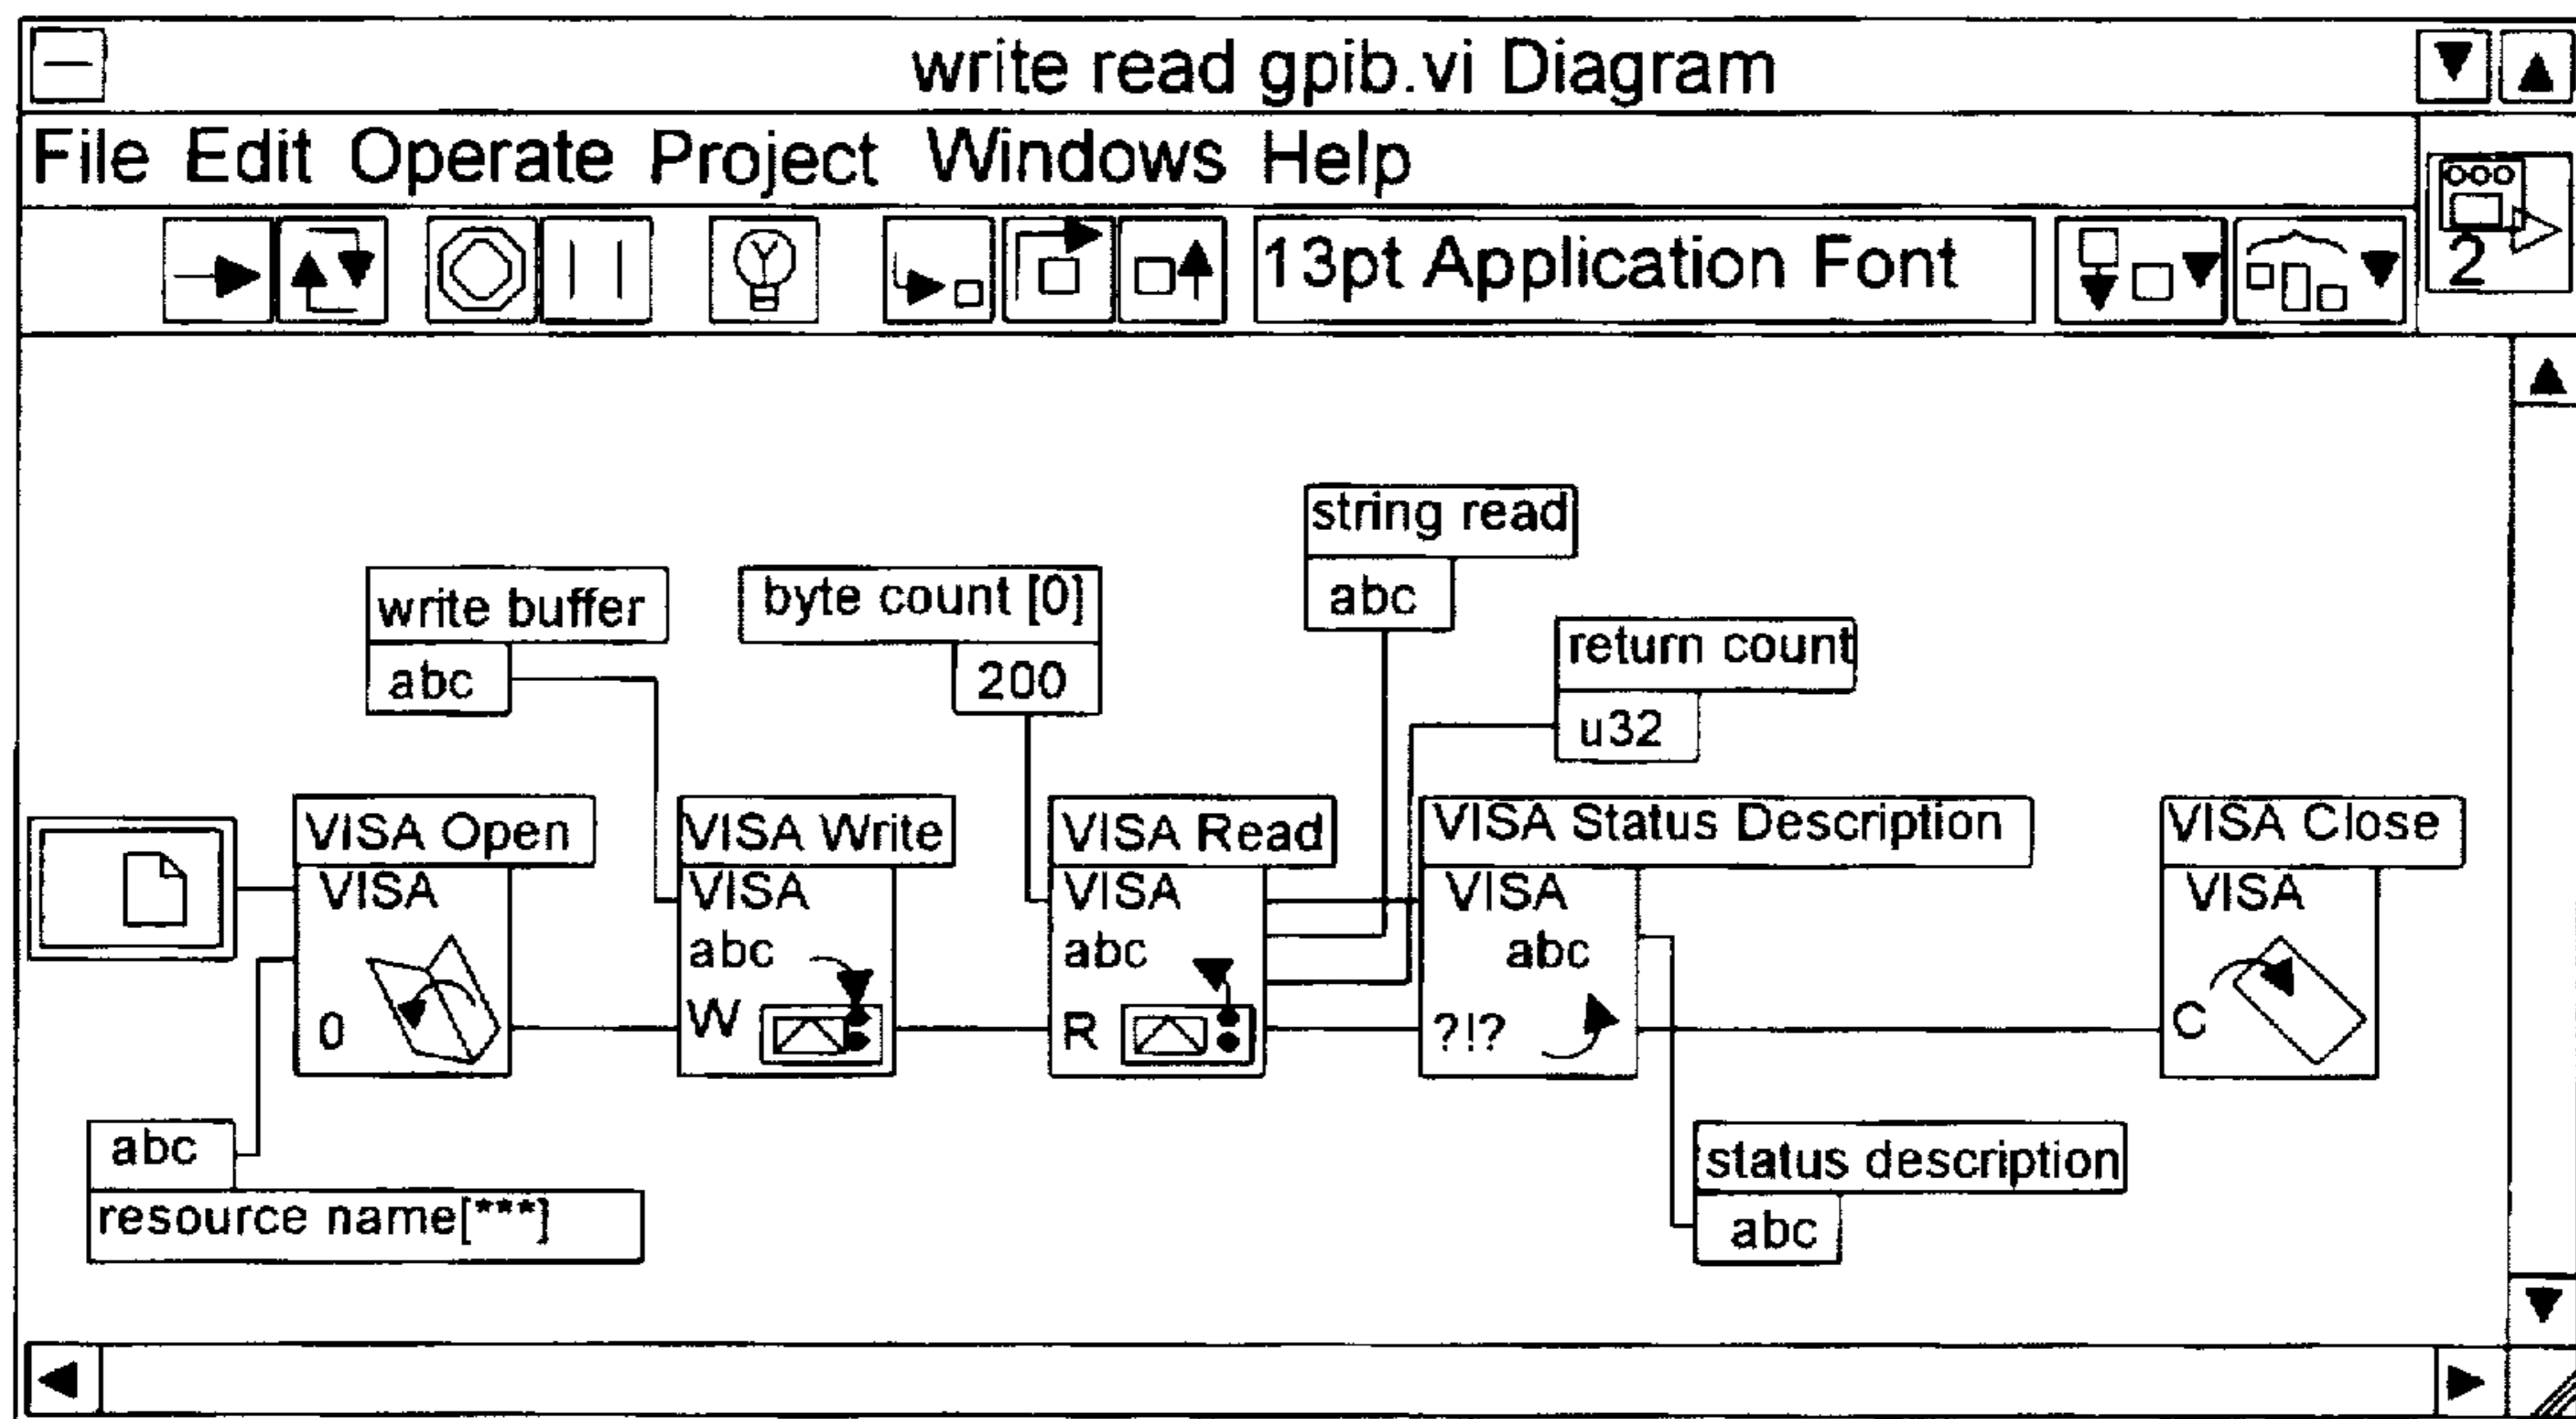 write read gpib.vi Diagram
File Edit Operate Project Windows Help
13pt Application Font
2
string read
abc
write buffer
abc
byte count [0]
200
return count
u32
VISA Open
VISA
0
VISA Write
VISA
abc
W
VISA Read
VISA
abc
R
VISA Status Description
VISA
abc
?!?
VISA Close
VISA
C
abc
resource name[***]
status description
abc